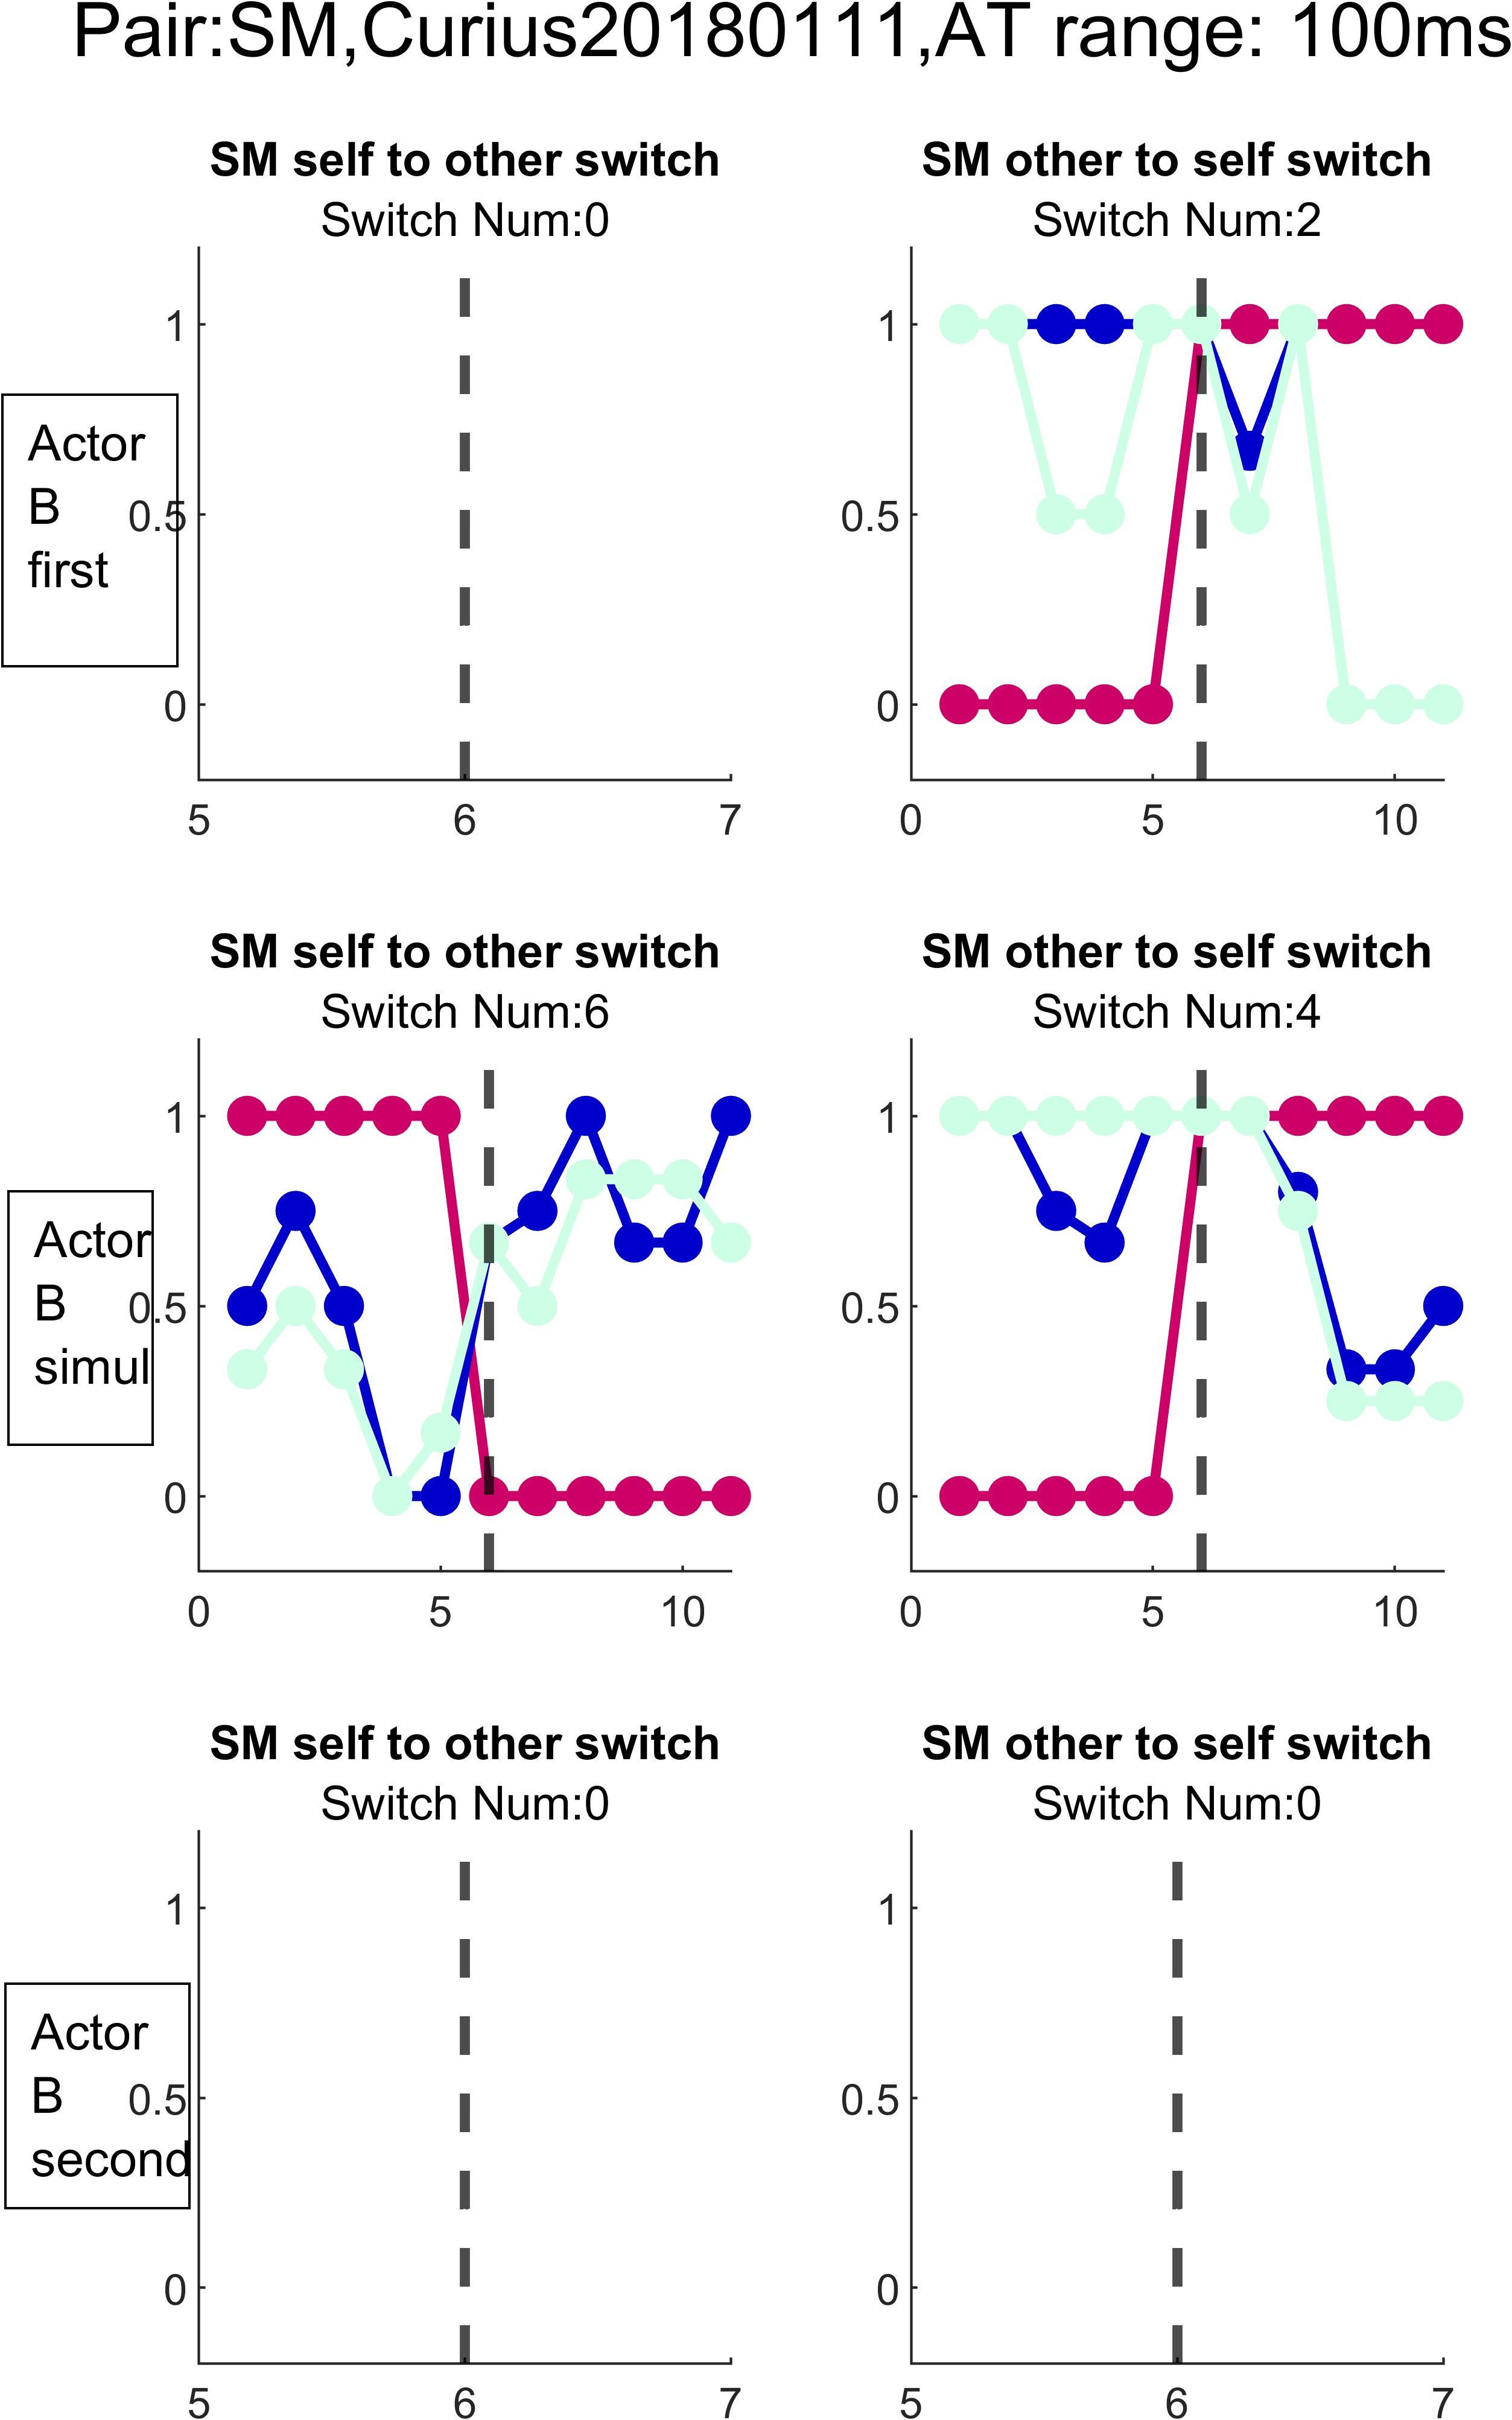 Pair:SM,Curius20180111,AT range: 100ms
SM self to other switch
Switch Num:0
SM other to self switch
Switch Num:2
Actor
B
first
1
0.5
0
5
6
7
1
0.5
0
0
5
10
SM self to other switch
Switch Num:6
SM other to self switch
Switch Num:4
Actor
B
simul
1
0.5
0
0
5
10
1
0.5
0
0
5
10
SM self to other switch
Switch Num:0
SM other to self switch
Switch Num:0
Actor
B
second
1
0.5
0
5
6
7
1
0.5
0
5
6
7